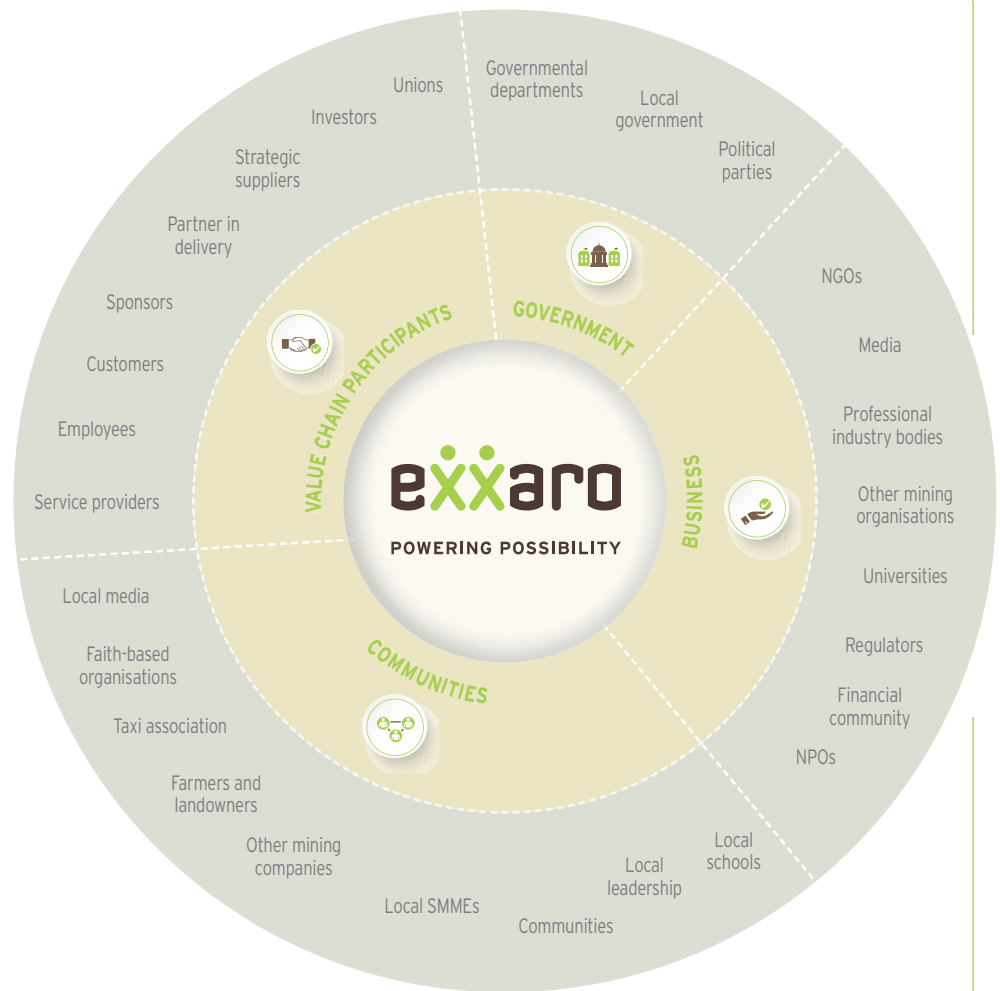 Unions
Investors
Strategic
suppliers
Partner in
delivery
Sponsors
Customers
Employees
Service providers
Governmental
departments
Local
government
Political
parties
NGOs
Media
Professional
industry bodies
Other mining
organisations
Universities
Regulators
Financial
community
NPOs
Local media
Faith-based
organisations
Taxi association
Farmers and
landowners
Other mining
companies
Local SMMEs
Communities
Local
leadership
Local
schools
VALUE CHAIN PARTICIPANTS
GOVERNMENT
BUSINESS
COMMUNITIES
exxaro
POWERING POSSIBILITY